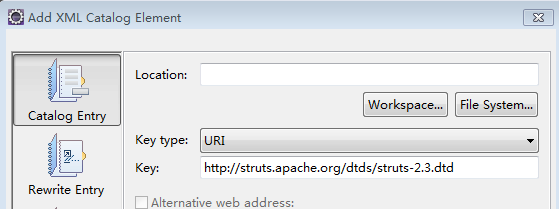 Add XML Catalog Element
Catalog Entry
Rewrite Entry
Location:
Workspace... File System...
Key type: URI
Key: http://struts.apache.org/dtds/struts-2.3.dtd
Alternative web address: